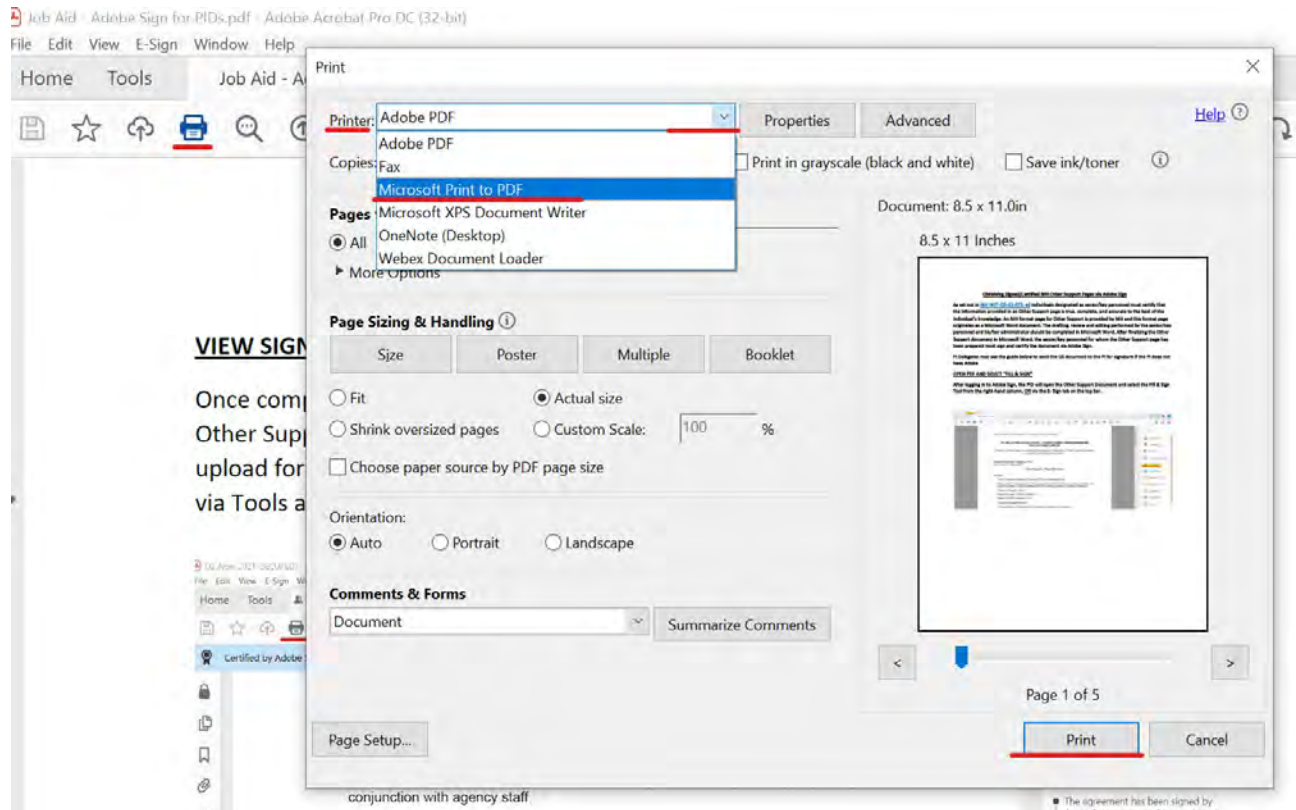 Job Aid - Adobe Sign for PIDs.pdf - Adobe Acrobat Pro DC (32-bit)
File Edit View E-Sign Window Help
Home Tools Job Aid - A
Print
Printer: Adobe PDF Properties Advanced Help
Adobe PDF
Fax
Microsoft Print to PDF
Microsoft XPS Document Writer
OneNote (Desktop)
Webex Document Loader
Copies: Print in grayscale (black and white) Save ink/toner
Pages
All
More Options
Document: 8.5 x 11.0in
8.5 x 11 Inches
Page Sizing & Handling
Size Poster Multiple Booklet
Fit Actual size
Shrink oversized pages Custom Scale: 100 %
Choose paper source by PDF page size
Orientation:
Auto Portrait Landscape
Comments & Forms
Document Summarize Comments
< >
Page 1 of 5
Page Setup... Print Cancel
VIEW SIGN
Once comp
Other Supp
upload for
via Tools a
File Edit View E-Sign
Home Tools
Certified by Adobe
conjunction with agency staff
The agreement has been signed by
OPEN PDF AND SELECT "FILL & SIGN"